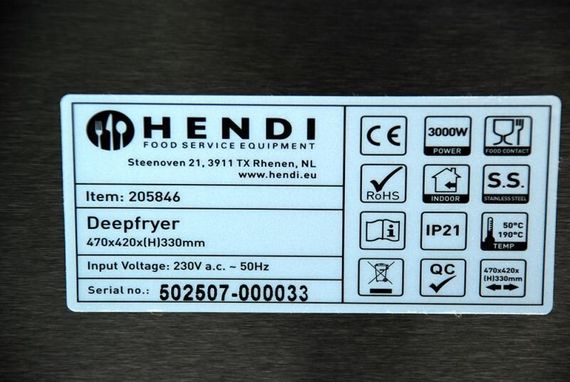 HENDI
FOOD SERVICE EQUIPMENT
Steenoven 21, 3911 TX Rhenen, NL
www.hendi.eu
Item: 205846
Deepfryer
470x420x(H)330mm
Input Voltage: 230V a.c. ~ 50Hz
Serial no.: 502507-000033
CE
3000W
POWER
FOOD CONTACT
RoHS
INDOOR
S.S.
STAINLESS STEEL
i
IP21
50°C
190°C
TEMP
QC
470x420x
(H)330mm